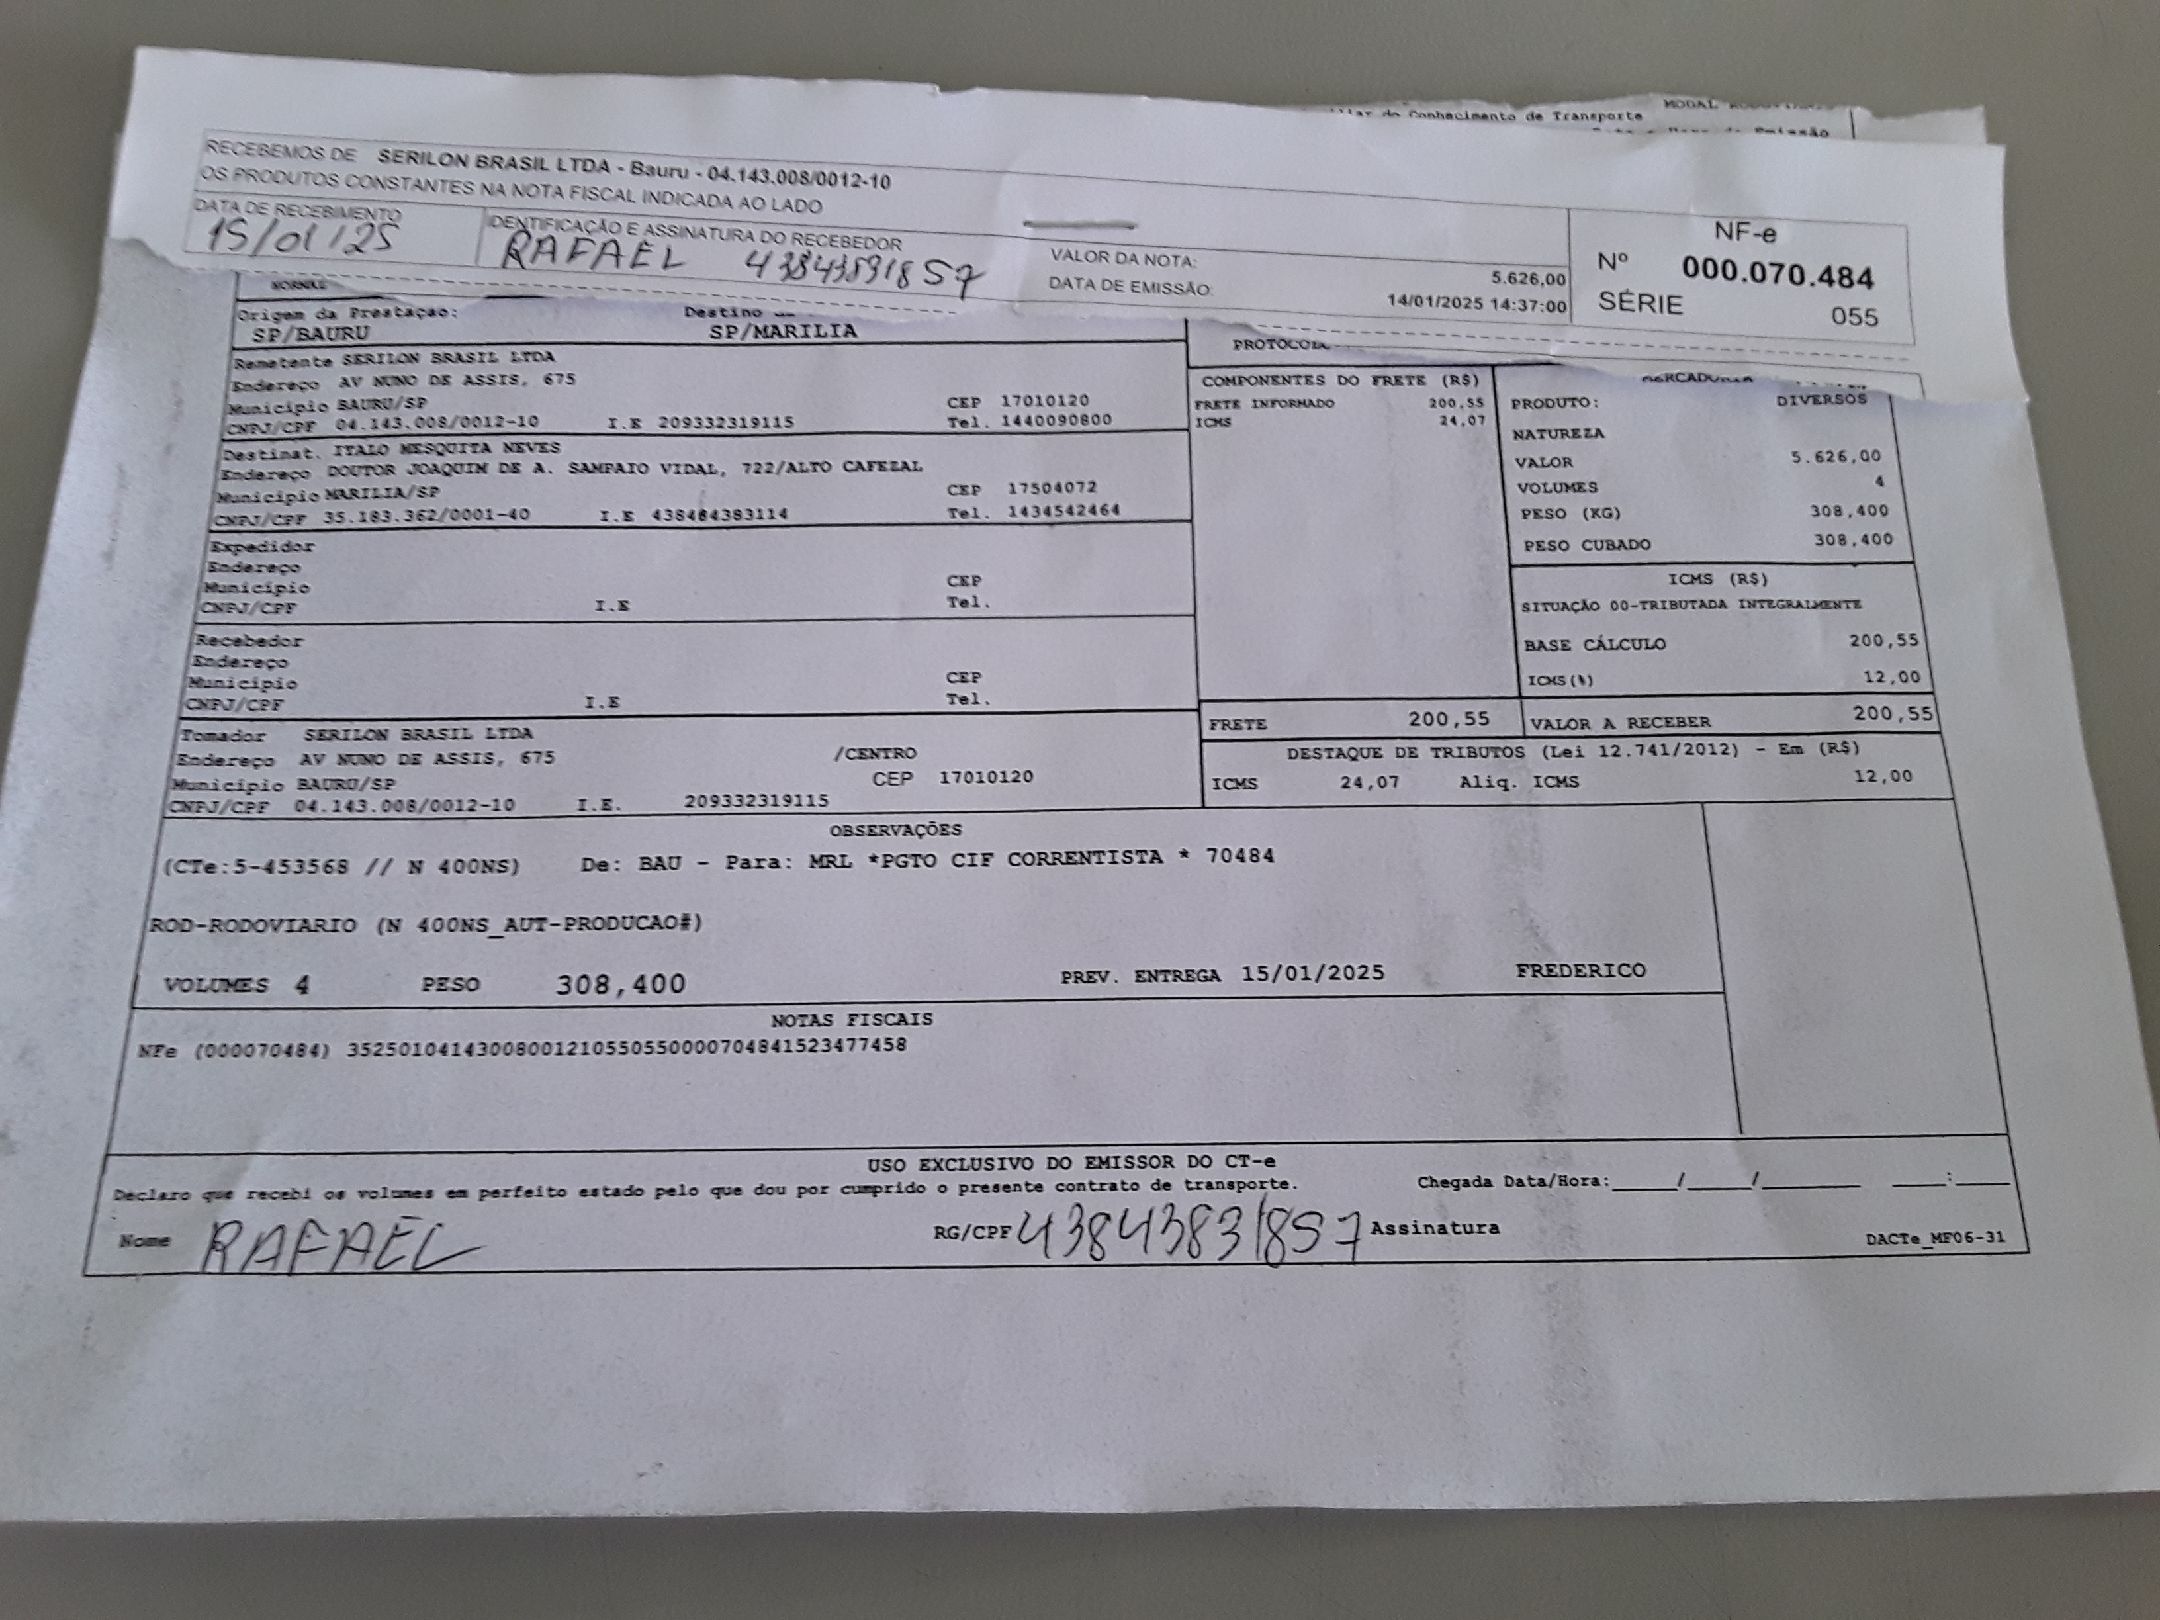 do Conhecimento de Transporte
MODAL
RECEBEMOS DE SERILON BRASIL LTDA - Bauru - 04.143.008/0012-10
OS PRODUTOS CONSTANTES NA NOTA FISCAL INDICADA AO LADO
DATA DE RECEBIMENTO
15/01/25
IDENTIFICAÇÃO E ASSINATURA DO RECEBEDOR
RAFAEL 43843831857
VALOR DA NOTA: 5.626,00
DATA DE EMISSÃO: 14/01/2025 14:37:00
NF-e
Nº 000.070.484
SÉRIE 055
Origem da Prestação: Destino
SP/BAURU SP/MARILIA
Remetente SERILON BRASIL LTDA
Endereço AV NUNO DE ASSIS, 675
Município BAURU/SP CEP 17010120
CNPJ/CPF 04.143.008/0012-10 I.E 209332319115 Tel. 1440090800
Destinat. ITALO MESQUITA NEVES
Endereço DOUTOR JOAQUIM DE A. SAMPAIO VIDAL, 722/ALTO CAFEZAL
Município MARILIA/SP CEP 17504072
CNPJ/CPF 35.183.362/0001-40 I.E 438484383114 Tel. 1434542464
Expedidor
Endereço
Município CEP
CNPJ/CPF I.E Tel.
Recebedor
Endereço
Município CEP
CNPJ/CPF I.E Tel.
Tomador SERILON BRASIL LTDA
Endereço AV NUNO DE ASSIS, 675 /CENTRO
Município BAURU/SP CEP 17010120
CNPJ/CPF 04.143.008/0012-10 I.E. 209332319115
COMPONENTES DO FRETE (R$)
FRETE INFORMADO 200,55
ICMS 24,07
PRODUTO: DIVERSOS
NATUREZA
VALOR 5.626,00
VOLUMES 4
PESO (KG) 308,400
PESO CUBADO 308,400
ICMS (R$)
SITUAÇÃO 00-TRIBUTADA INTEGRALMENTE
BASE CÁLCULO 200,55
ICMS(%) 12,00
FRETE 200,55 VALOR A RECEBER 200,55
DESTAQUE DE TRIBUTOS (Lei 12.741/2012) - Em (R$)
ICMS 24,07 Aliq. ICMS 12,00
OBSERVAÇÕES
(CTe:5-453568 // N 400NS) De: BAU - Para: MRL *PGTO CIF CORRENTISTA * 70484
ROD-RODOVIARIO (N 400NS_AUT-PRODUCAO#)
VOLUMES 4 PESO 308,400 PREV. ENTREGA 15/01/2025 FREDERICO
NOTAS FISCAIS
NFe (000070484) 35250104143008001210550550000704841523477458
USO EXCLUSIVO DO EMISSOR DO CT-e
Declaro que recebi os volumes em perfeito estado pelo que dou por cumprido o presente contrato de transporte. Chegada Data/Hora:____/____/______ ___:___
Nome RAFAEL RG/CPF 43843831857 Assinatura
DACTe_MF06-31